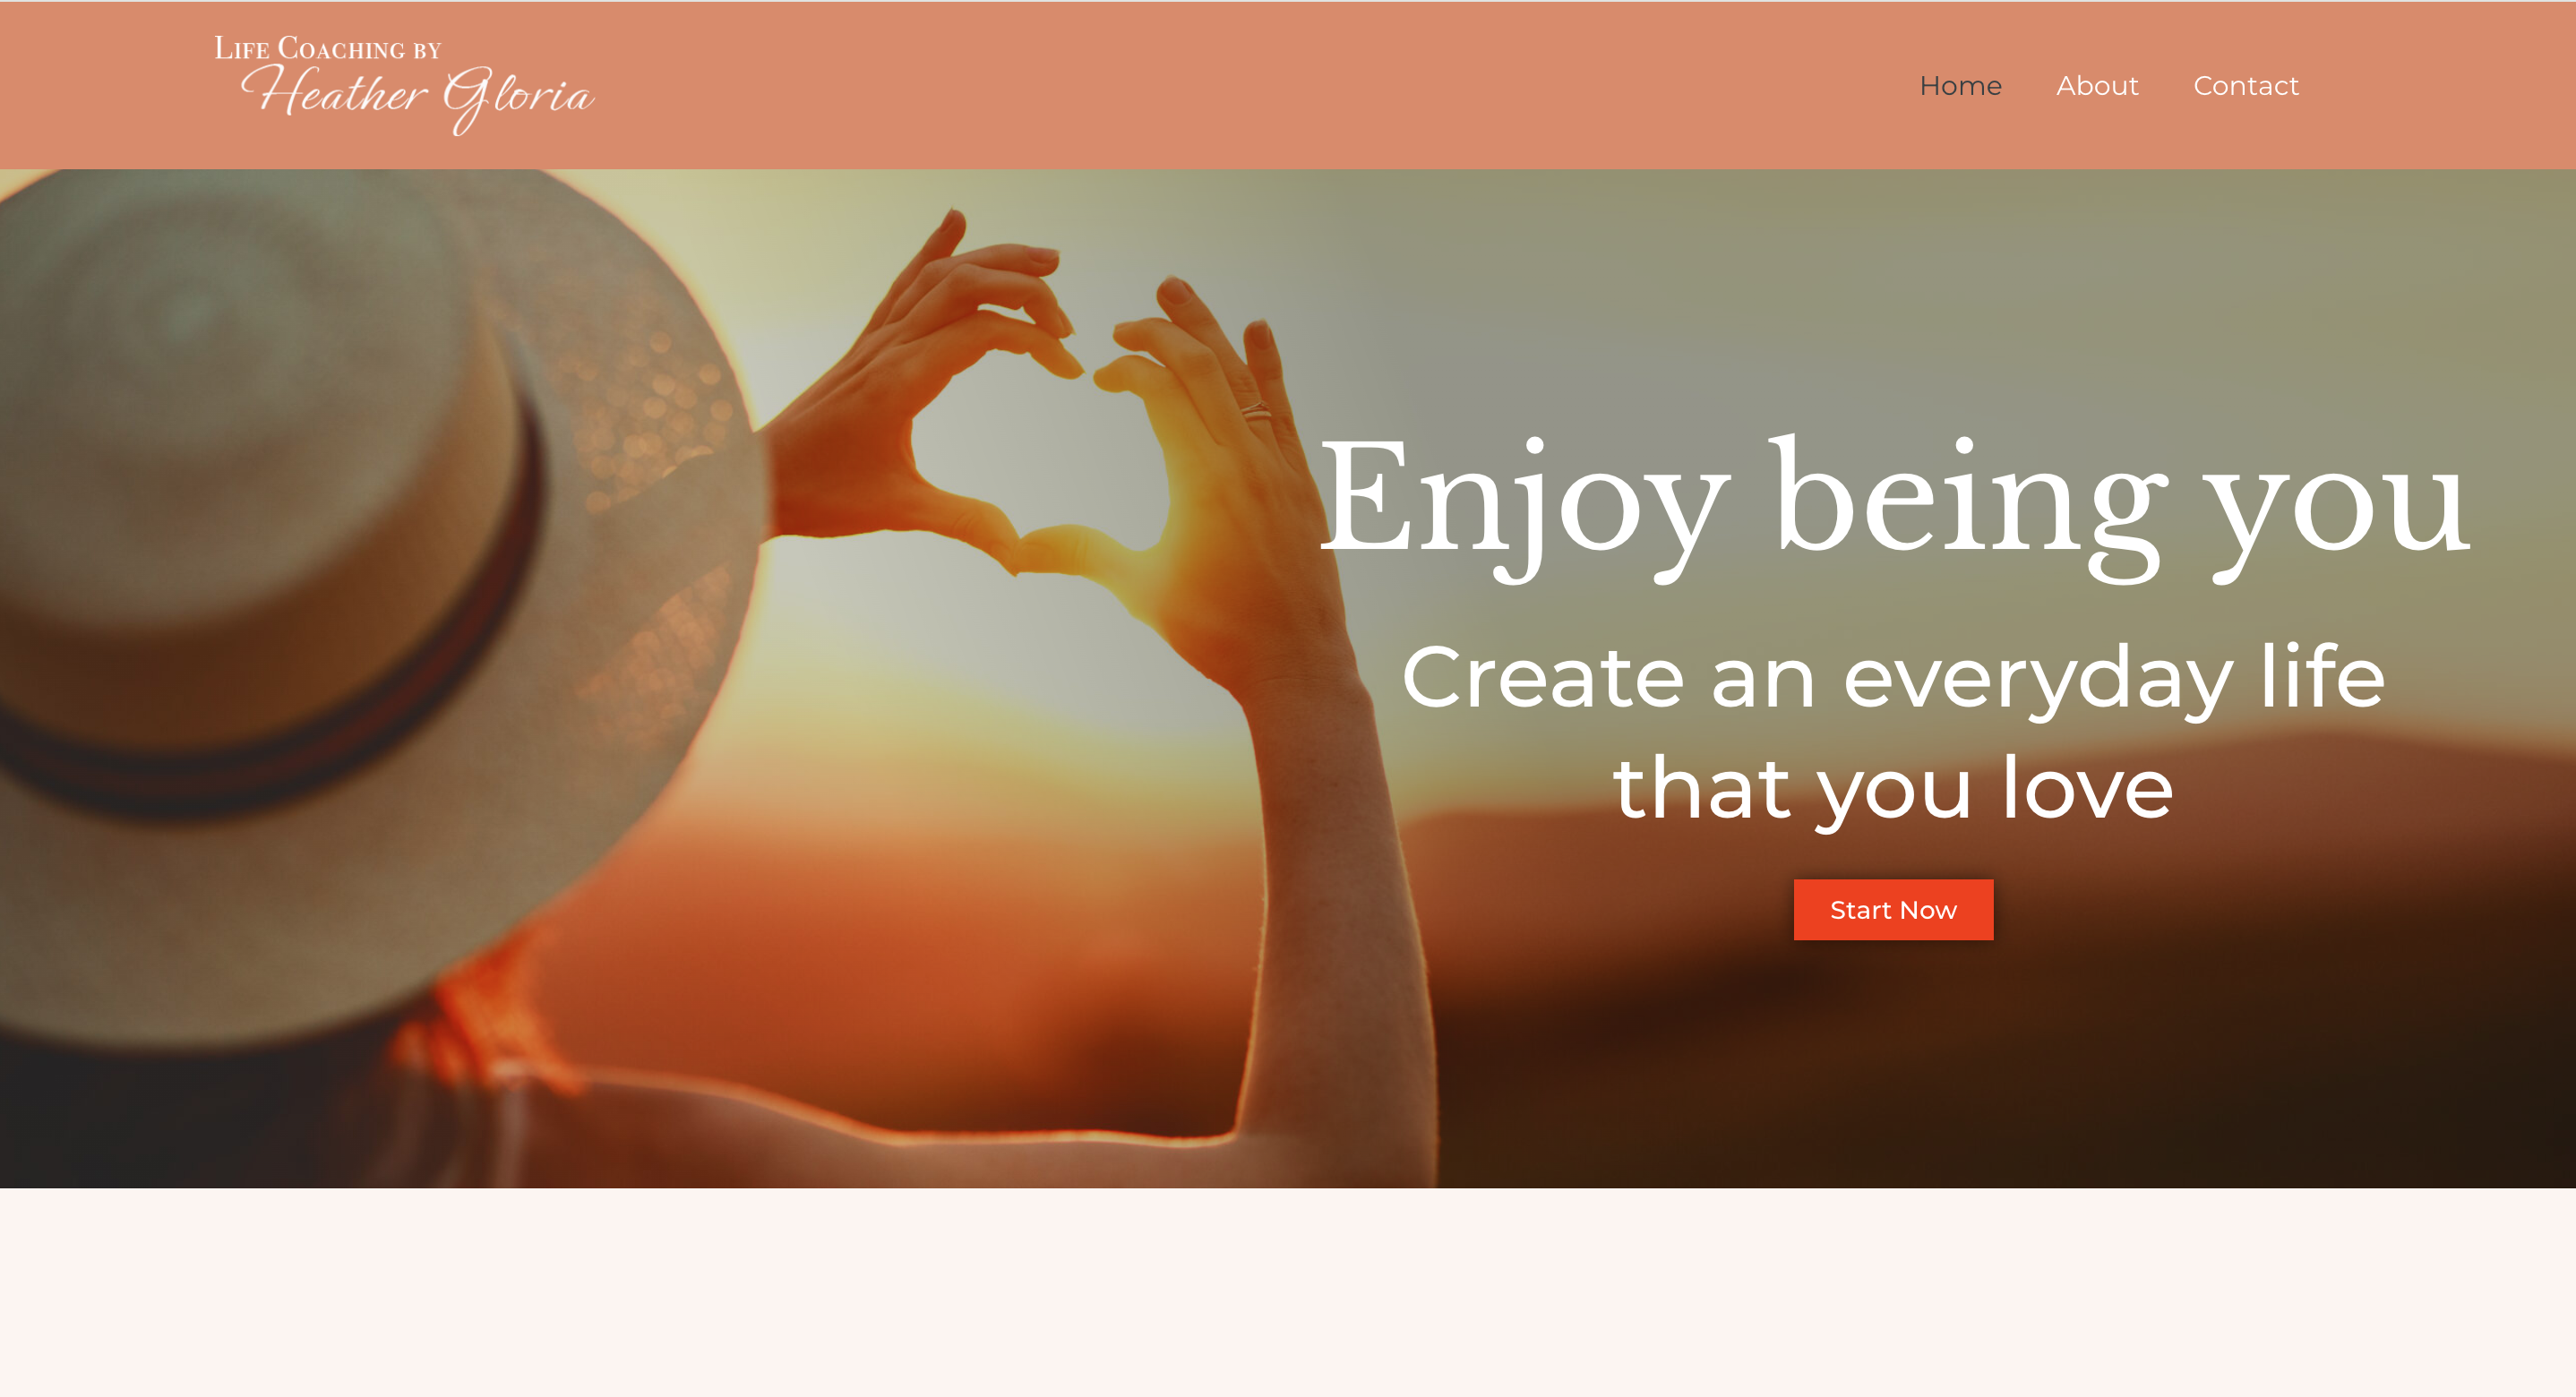 Life Coaching by
Heather Gloria
Home About Contact
Enjoy being you
Create an everyday life
that you love
Start Now